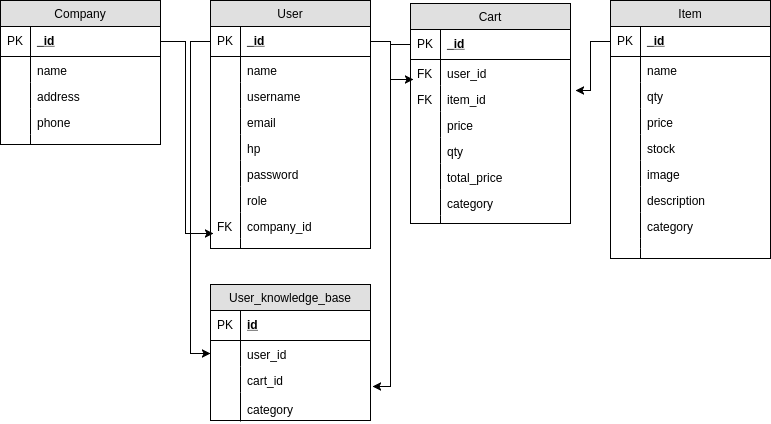 Company
PK _id
name
address
phone
User
PK _id
name
username
email
hp
password
role
FK company_id
Cart
PK _id
FK user_id
FK item_id
price
qty
total_price
category
Item
PK _id
name
qty
price
stock
image
description
category
User_knowledge_base
PK id
user_id
cart_id
category